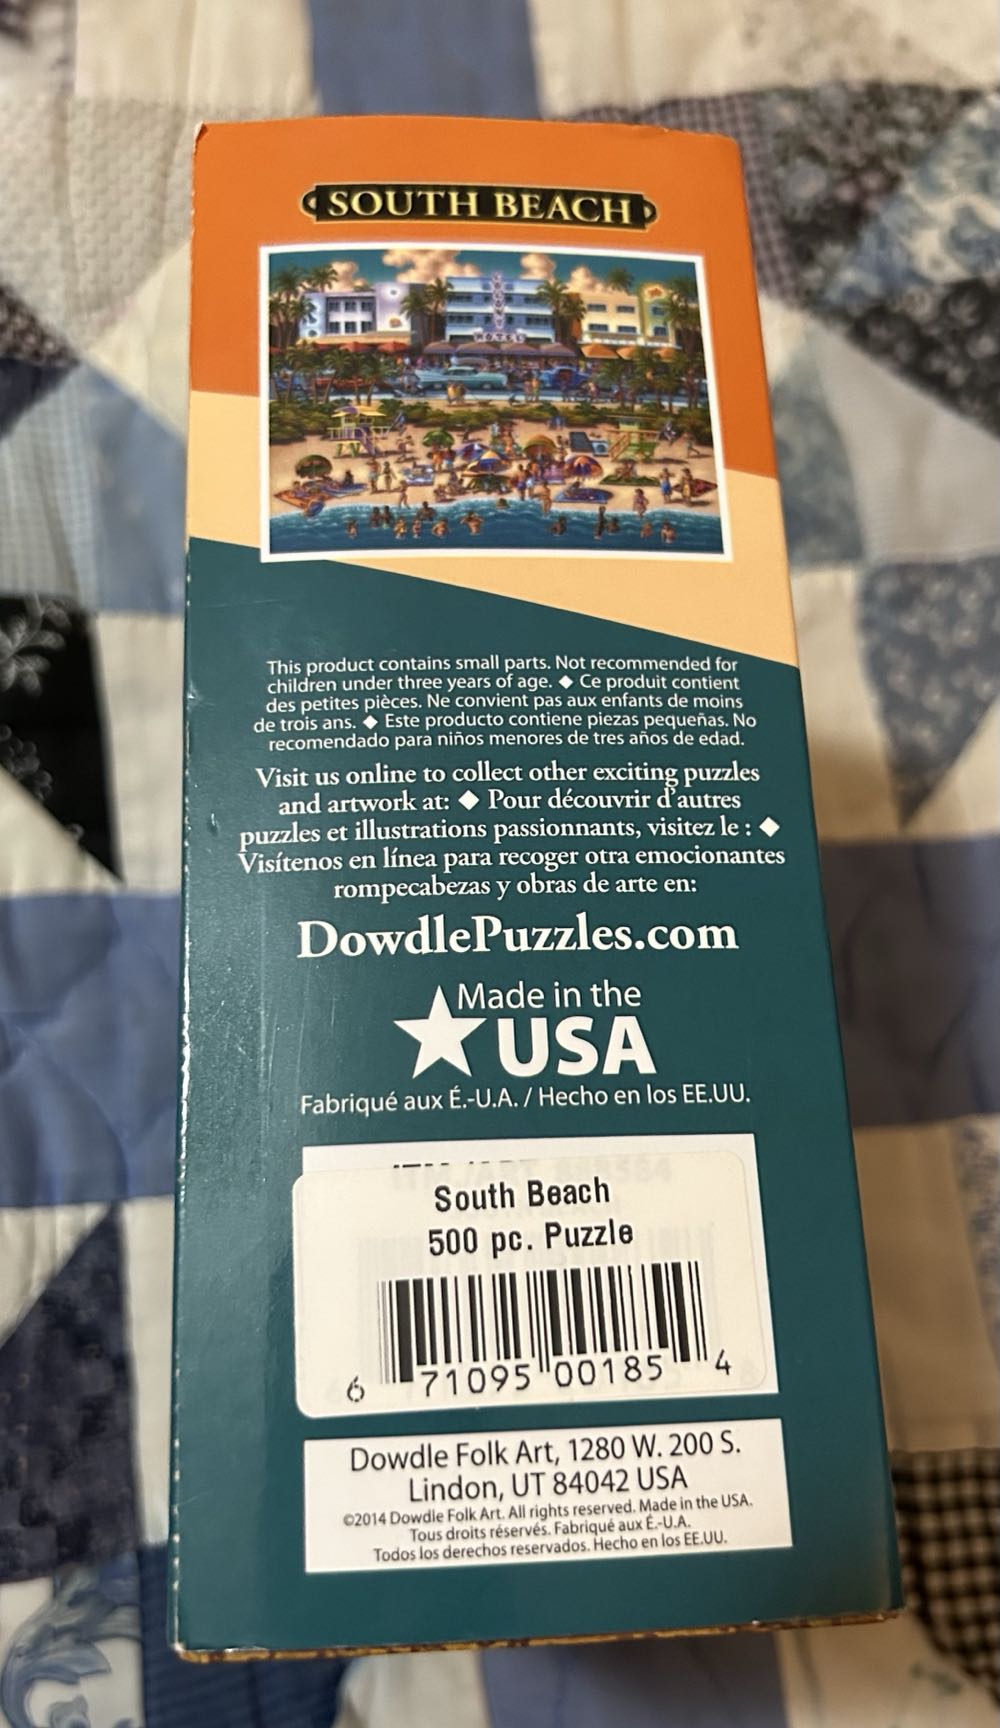 SOUTH BEACH
HOTEL
This product contains small parts. Not recommended for
children under three years of age. ◆ Ce produit contient
des petites pièces. Ne convient pas aux enfants de moins
de trois ans. ◆ Este producto contiene piezas pequeñas. No
recomendado para niños menores de tres años de edad.
Visit us online to collect other exciting puzzles
and artwork at: ◆ Pour découvrir d'autres
puzzles et illustrations passionnants, visitez le : ◆
Visítenos en línea para recoger otra emocionantes
rompecabezas y obras de arte en:
DowdlePuzzles.com
Made in the
USA
Fabriqué aux É.-U.A. / Hecho en los EE.UU.
South Beach
500 pc. Puzzle
6 71095 00185 4
Dowdle Folk Art, 1280 W. 200 S.
Lindon, UT 84042 USA
©2014 Dowdle Folk Art. All rights reserved. Made in the USA.
Tous droits réservés. Fabriqué aux É.-U.A.
Todos los derechos reservados. Hecho en los EE.UU.